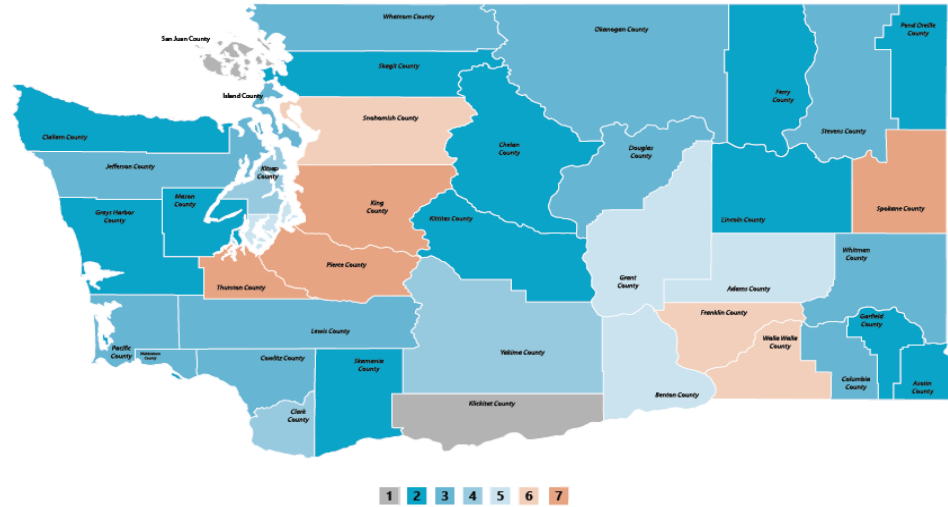 Whatcom County
San Juan County
Okanogan County
Pend Oreille
County
Skagit County
Island County
Ferry
County
Snohomish County
Stevens County
Clallam County
Chelan
County
Douglas
County
Jefferson County
Kitsap
County
Mason
County
King
County
Grays Harbor
County
Kittitas County
Lincoln County
Spokane County
Whitman
County
Pierce County
Grant
County
Thurston County
Adams County
Franklin County
Garfield
County
Lewis County
Walla Walla
County
Pacific
County
Wahkiakum
County
Cowlitz County
Skamania
County
Yakima County
Columbia
County
Asotin
County
Benton County
Klickitat County
Clark
County
1 2 3 4 5 6 7